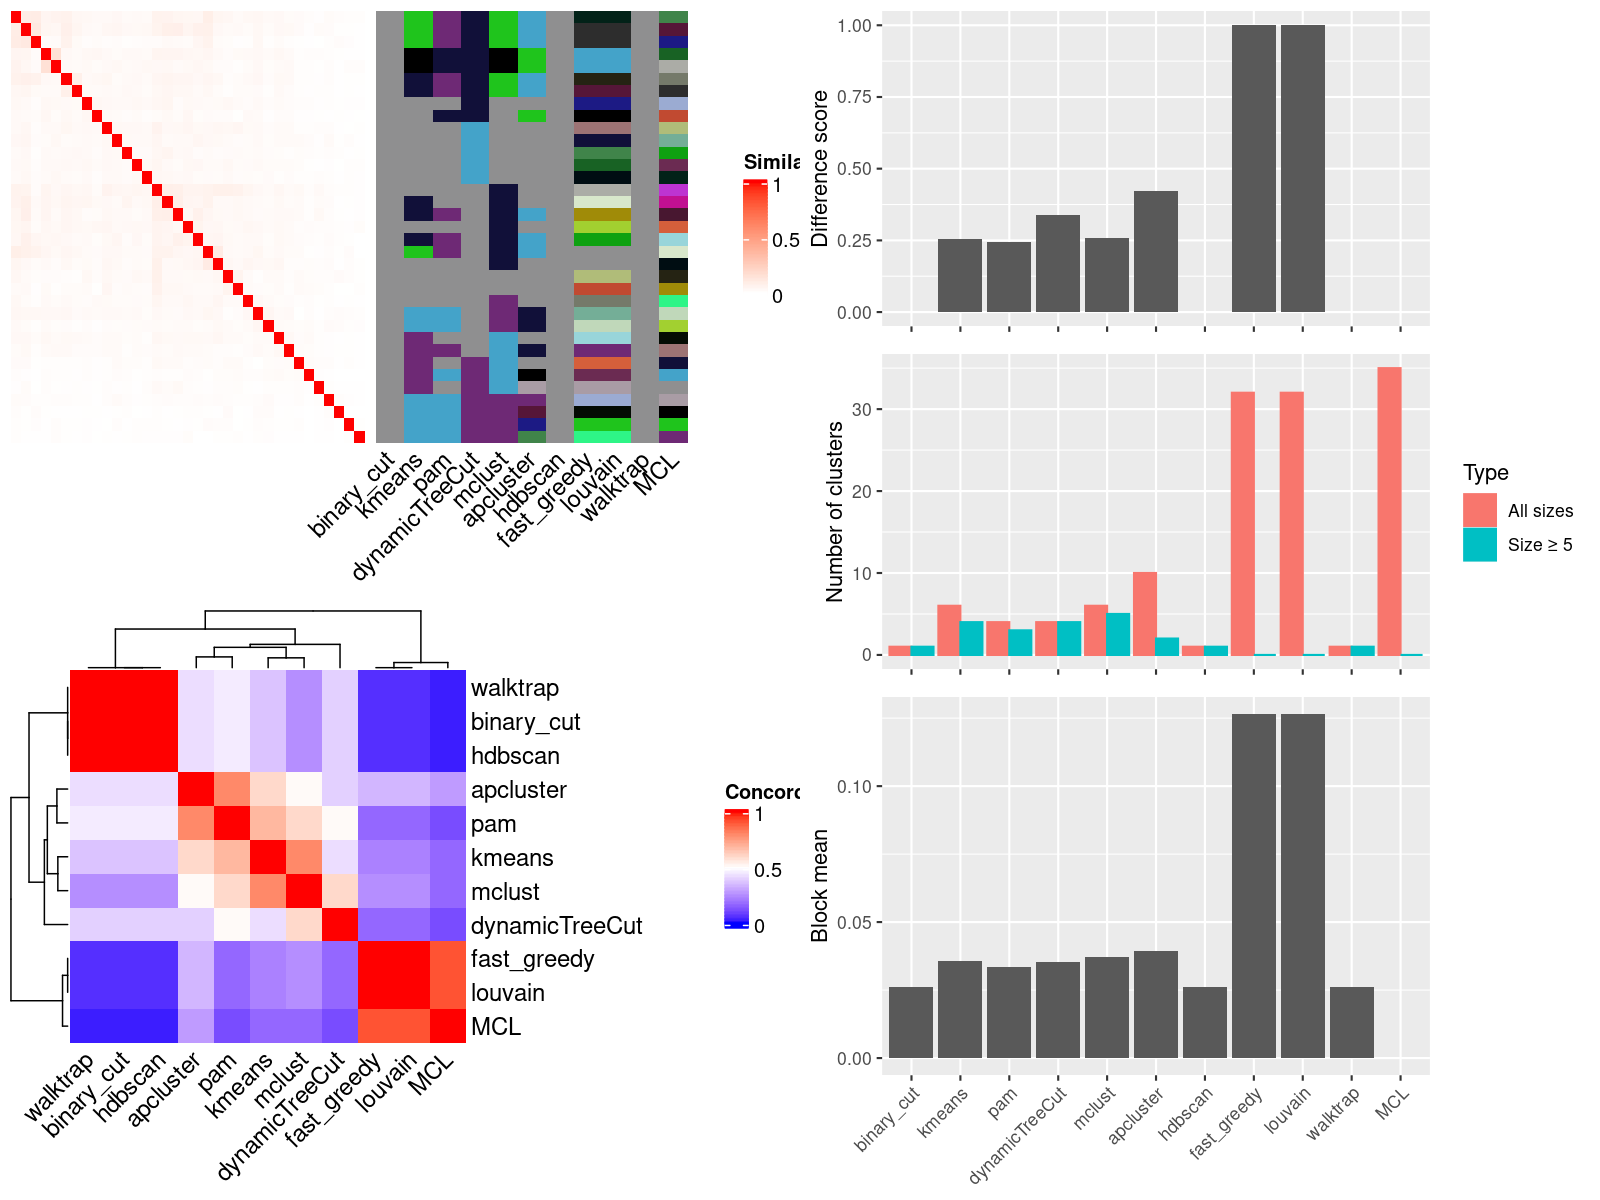 Simila
1
0.5
0
binary_cut
kmeans
pam
dynamicTreeCut
mclust
apcluster
hdbscan
fast_greedy
louvain
walktrap
MCL
walktrap
binary_cut
hdbscan
apcluster
pam
kmeans
mclust
dynamicTreeCut
fast_greedy
louvain
MCL
Concord
1
0.5
0
walktrap
binary_cut
hdbscan
apcluster
pam
kmeans
mclust
dynamicTreeCut
fast_greedy
louvain
MCL
Difference score
1.00
0.75
0.50
0.25
0.00
Number of clusters
30
20
10
0
Type
All sizes
Size ≥ 5
Block mean
0.10
0.05
0.00
binary_cut
kmeans
pam
dynamicTreeCut
mclust
apcluster
hdbscan
fast_greedy
louvain
walktrap
MCL